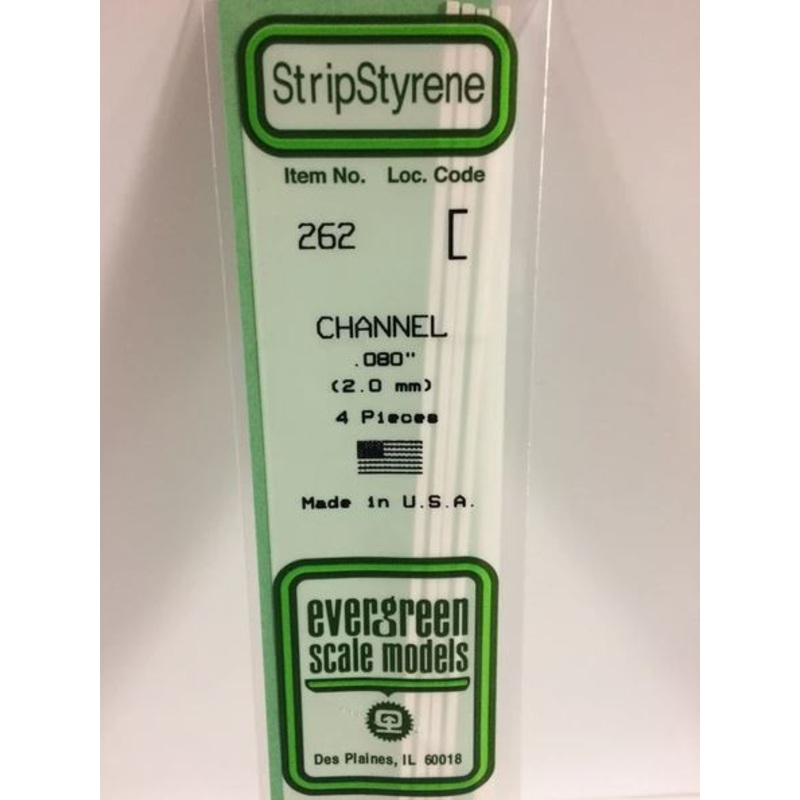 StripStyrene
Item No. Loc. Code
262 [
CHANNEL
.080"
(2.0 mm)
4 Pieces
Made in U.S.A.
evergreen
scale models
Des Plaines, IL 60018